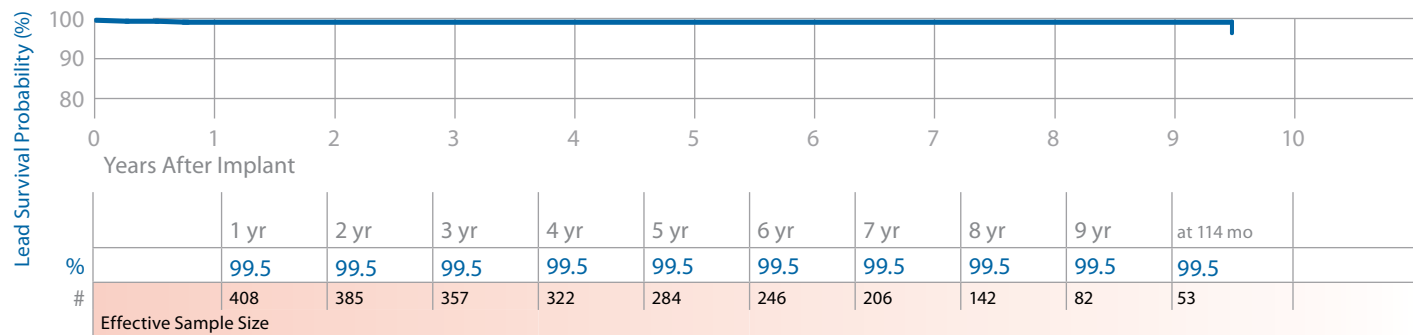 Lead Survival Probability (%)
100
90
80
0 1 2 3 4 5 6 7 8 9 10
Years After Implant
1 yr 2 yr 3 yr 4 yr 5 yr 6 yr 7 yr 8 yr 9 yr at 114 mo
% 99.5 99.5 99.5 99.5 99.5 99.5 99.5 99.5 99.5 99.5
# 408 385 357 322 284 246 206 142 82 53
Effective Sample Size